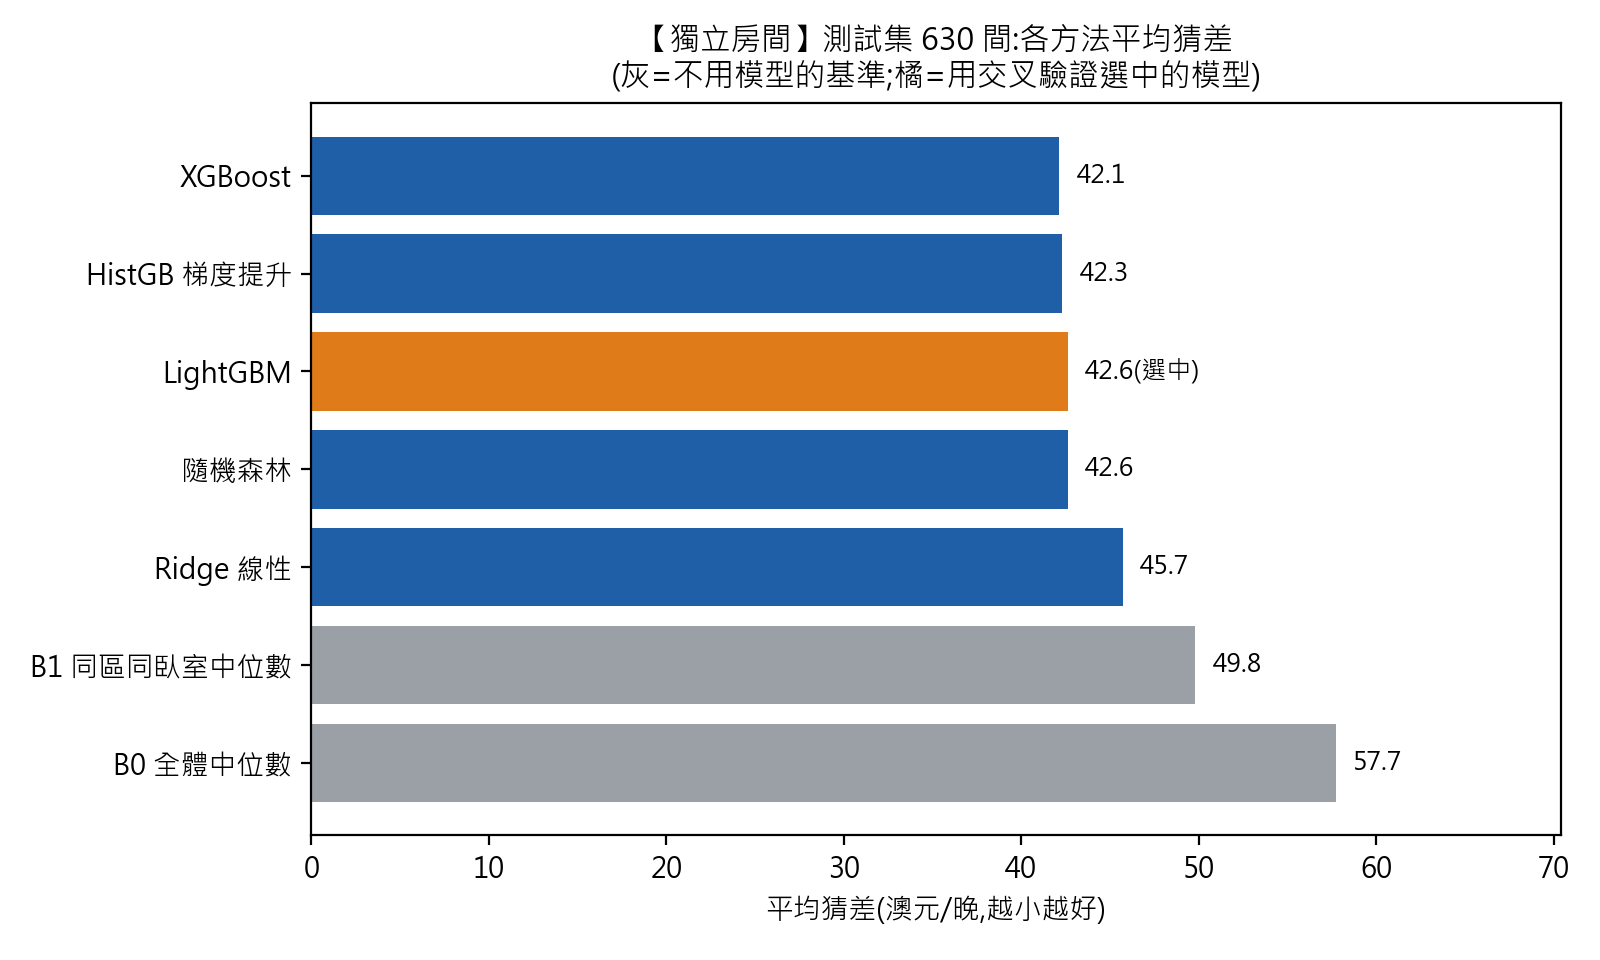 【獨立房間】測試集 630 間:各方法平均猜差
(灰=不用模型的基準;橘=用交叉驗證選中的模型)
XGBoost
42.1
HistGB 梯度提升
42.3
LightGBM
42.6(選中)
隨機森林
42.6
Ridge 線性
45.7
B1 同區同臥室中位數
49.8
B0 全體中位數
57.7
0 10 20 30 40 50 60 70
平均猜差(澳元/晚,越小越好)